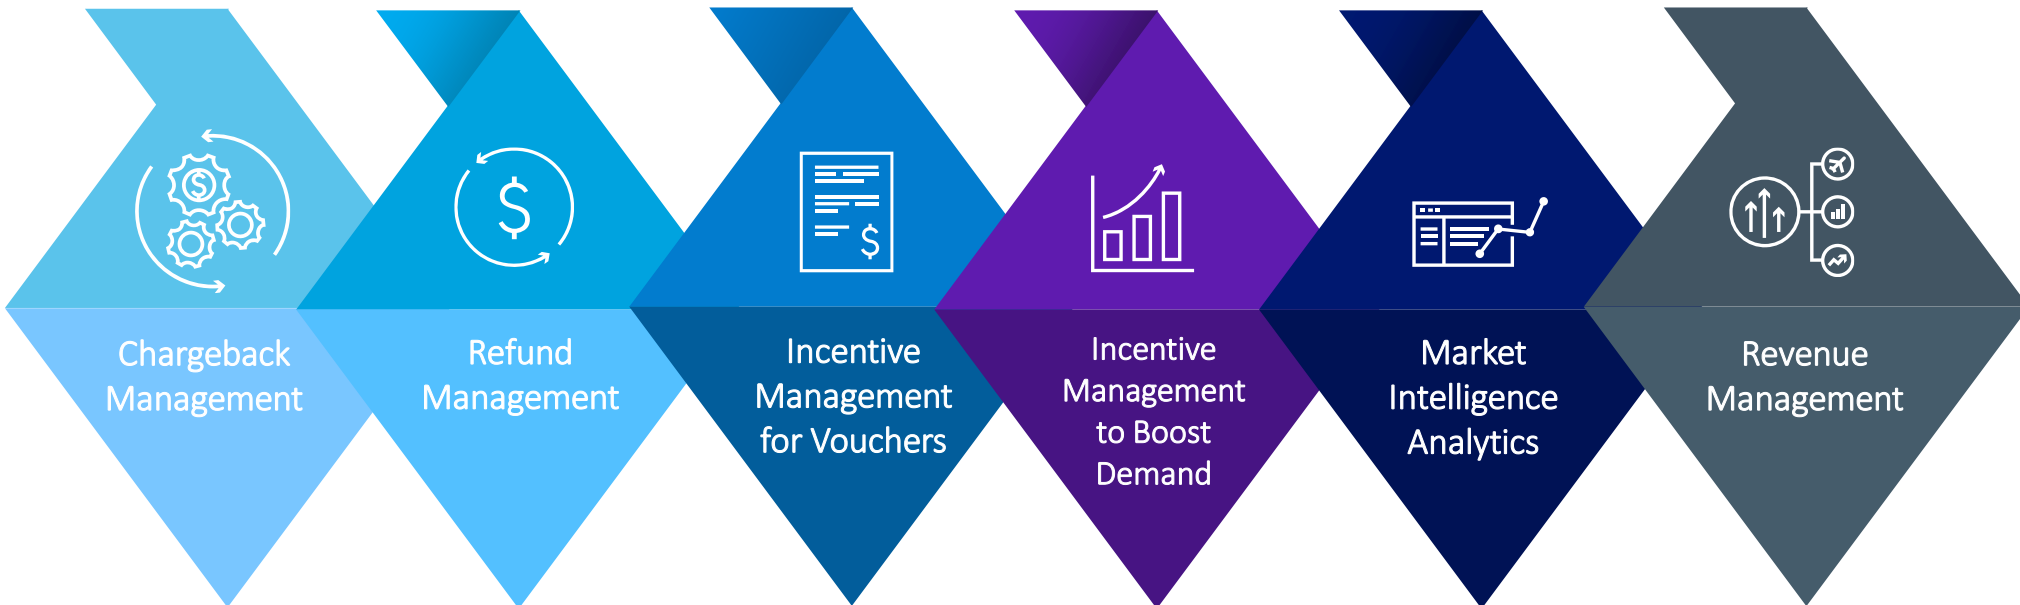 Chargeback
Management
Refund
Management
Incentive
Management
for Vouchers
Incentive
Management
to Boost
Demand
Market
Intelligence
Analytics
Revenue
Management